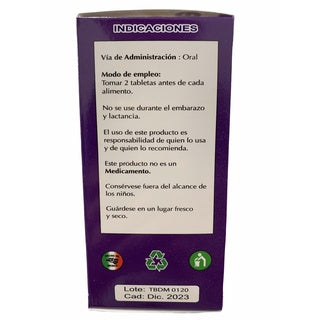 INDICACIONES
Vía de Administración : Oral
Modo de empleo:
Tomar 2 tabletas antes de cada
alimento.
No se use durante el embarazo
y lactancia.
El uso de este producto es
responsabilidad de quien lo usa
y de quien lo recomienda.
Este producto no es un
Medicamento.
Consérvese fuera del alcance de
los niños.
Guárdese en un lugar fresco
y seco.
Lote: TBDM 0120
Cad: Dic. 2023